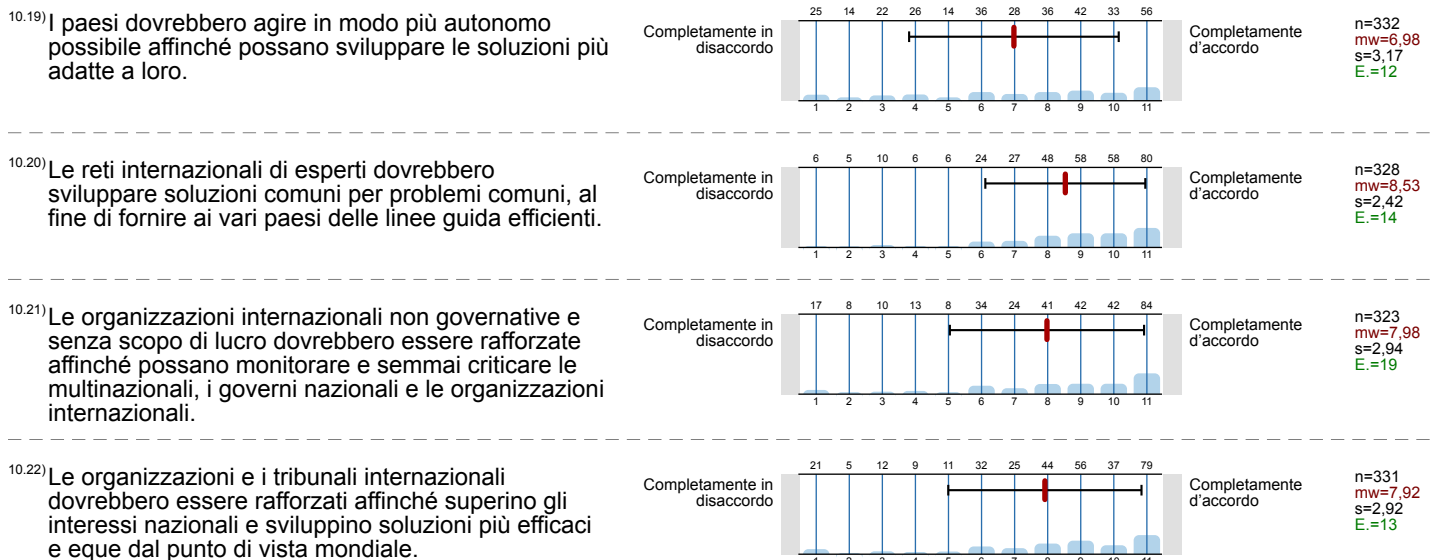 10.19) I paesi dovrebbero agire in modo più autonomo
possibile affinché possano sviluppare le soluzioni più
adatte a loro.
Completamente in
disaccordo
25 14 22 26 14 36 28 36 42 33 56
1 2 3 4 5 6 7 8 9 10 11
Completamente
d'accordo
n=332
mw=6,98
s=3,17
E.=12
10.20) Le reti internazionali di esperti dovrebbero
sviluppare soluzioni comuni per problemi comuni, al
fine di fornire ai vari paesi delle linee guida efficienti.
Completamente in
disaccordo
6 5 10 6 6 24 27 48 58 58 80
1 2 3 4 5 6 7 8 9 10 11
Completamente
d'accordo
n=328
mw=8,53
s=2,42
E.=14
10.21) Le organizzazioni internazionali non governative e
senza scopo di lucro dovrebbero essere rafforzate
affinché possano monitorare e semmai criticare le
multinazionali, i governi nazionali e le organizzazioni
internazionali.
Completamente in
disaccordo
17 8 10 13 8 34 24 41 42 42 84
1 2 3 4 5 6 7 8 9 10 11
Completamente
d'accordo
n=323
mw=7,98
s=2,94
E.=19
10.22) Le organizzazioni e i tribunali internazionali
dovrebbero essere rafforzati affinché superino gli
interessi nazionali e sviluppino soluzioni più efficaci
e eque dal punto di vista mondiale.
Completamente in
disaccordo
21 5 12 9 11 32 25 44 56 37 79
Completamente
d'accordo
n=331
mw=7,92
s=2,92
E.=13